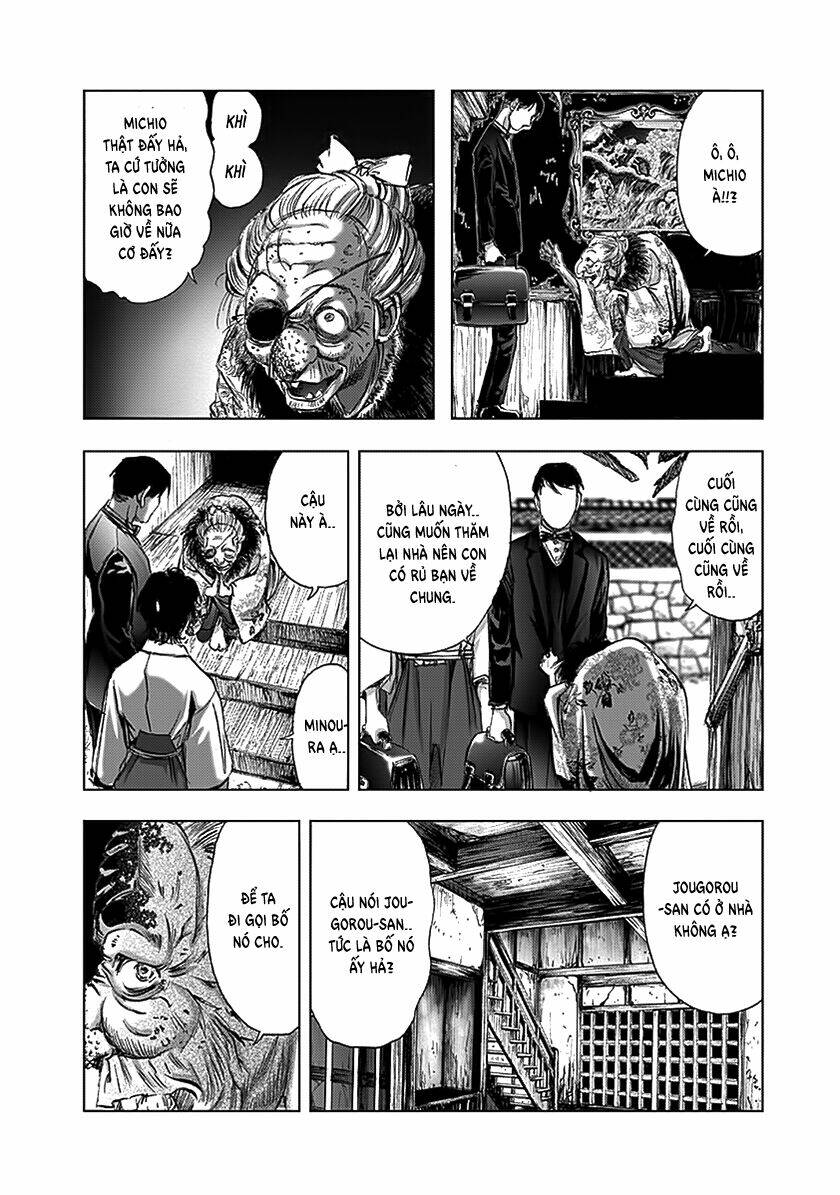 Ô, Ô,
MICHIO
À!!?
KHÌ
KHÌ
MICHIO
THẬT ĐẤY HẢ,
TA CỨ TƯỞNG
LÀ CON SẼ
KHÔNG BAO
GIỜ VỀ NỮA
CƠ ĐẤY?
CUỐI
CÙNG CŨNG
VỀ RỒI,
CUỐI CÙNG
CŨNG VỀ
RỒI..
BỞI LÂU NGÀY..
CŨNG MUỐN THĂM
LẠI NHÀ NÊN CON
CÓ RỦ BẠN VỀ
CHUNG.
CẬU
NÀY À..
MINOU-
RA Ạ..
JOUGOROU
-SAN CÓ Ở NHÀ
KHÔNG Ạ?
CẬU NÓI JOU-
GOROU-SAN..
TỨC LÀ BỐ NÓ
ẤY HẢ?
ĐỂ TA
ĐI GỌI BỐ
NÓ CHO.